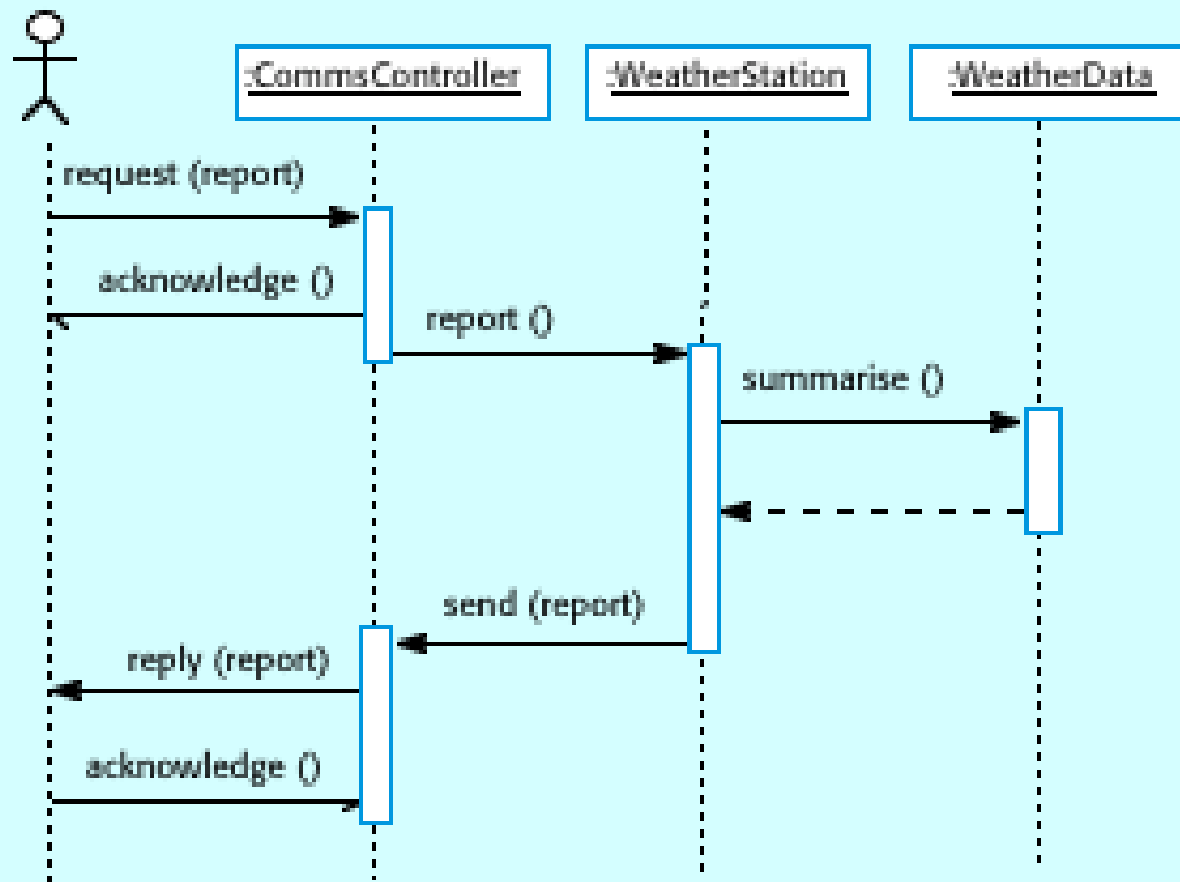 :CommsController
:WeatherStation
:WeatherData
request (report)
acknowledge ()
report ()
summarise ()
send (report)
reply (report)
acknowledge ()